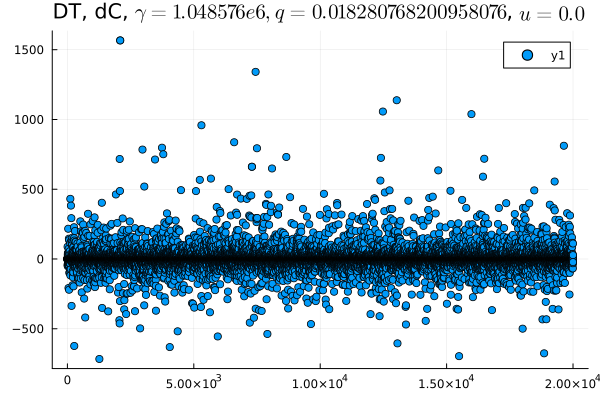 DT, dC, γ = 1.048576e6, q = 0.018280768200958076, u = 0.0
y1
1500
1000
500
0
−500
0 5.00×10³ 1.00×10⁴ 1.50×10⁴ 2.00×10⁴